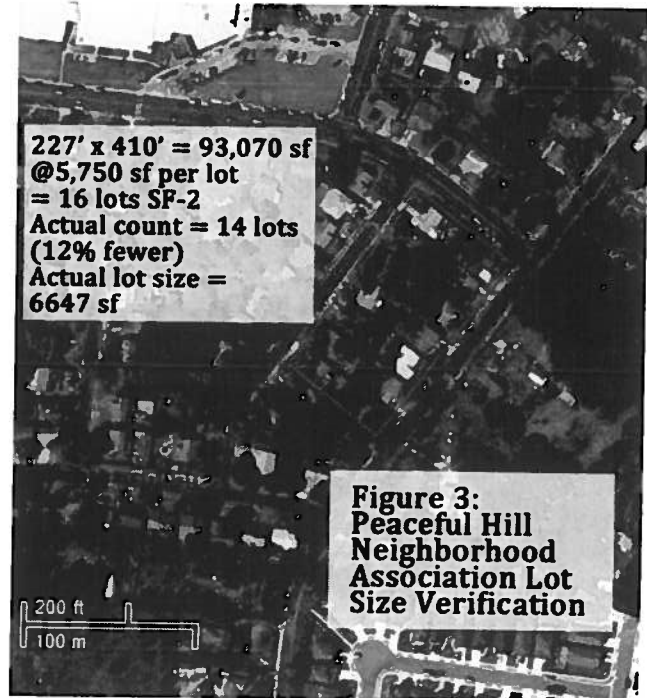 227' x 410' = 93,070 sf
@5,750 sf per lot
= 16 lots SF-2
Actual count = 14 lots
(12% fewer)
Actual lot size =
6647 sf
Figure 3:
Peaceful Hill
Neighborhood
Association Lot
Size Verification
200 ft
100 m